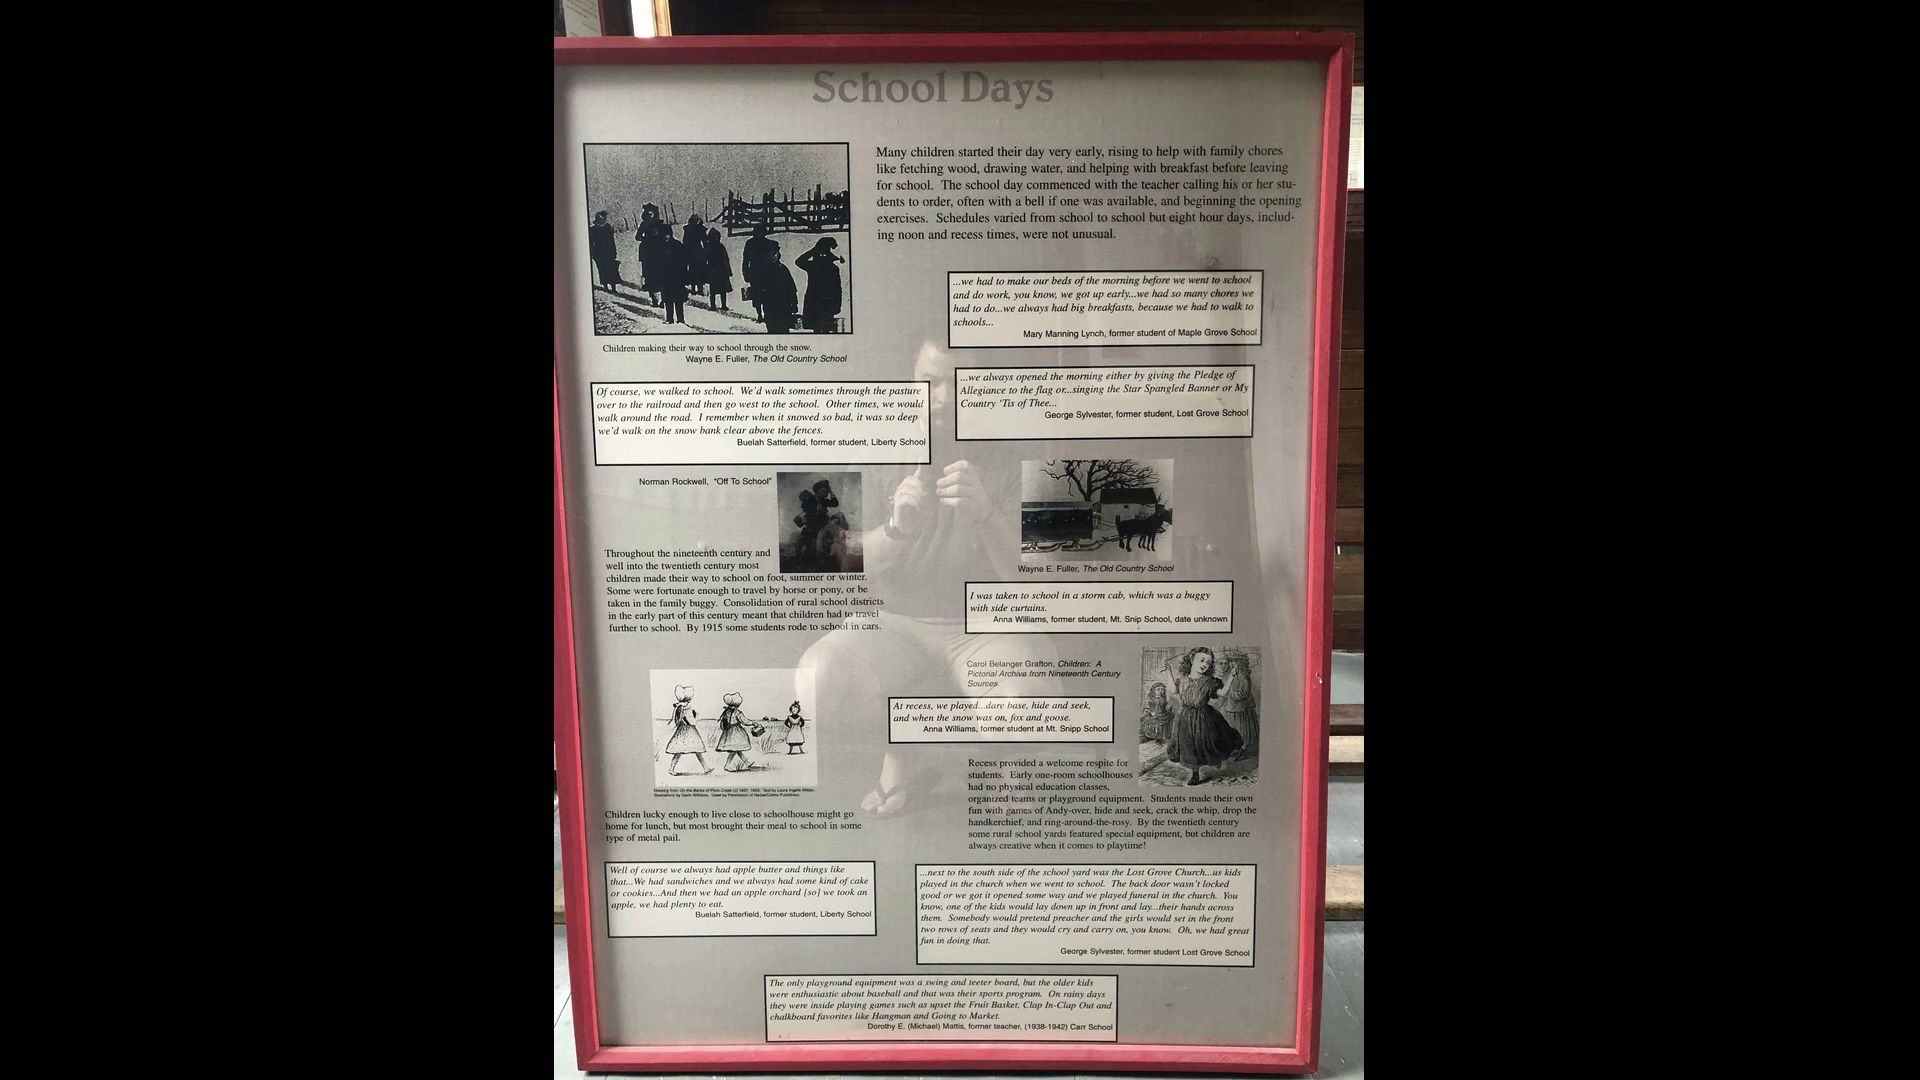 School Days
Many children started their day very early, rising to help with family chores
like fetching wood, drawing water, and helping with breakfast before leaving
for school. The school day commenced with the teacher calling his or her stu-
dents to order, often with a bell if one was available, and beginning the opening
exercises. Schedules varied from school to school but eight hour days, includ-
ing noon and recess times, were not unusual.
Children making their way to school through the snow.
Wayne E. Fuller, The Old Country School
...we had to make our beds of the morning before we went to school
and do work, you know, we got up early...we had so many chores we
had to do...we always had big breakfasts, because we had to walk to
schools...
Mary Manning Lynch, former student of Maple Grove School
Of course, we walked to school. We'd walk sometimes through the pasture
over to the railroad and then go west to the school. Other times, we would
walk around the road. I remember when it snowed so bad, it was so deep
we'd walk on the snow bank clear above the fences.
Buelah Satterfield, former student, Liberty School
...we always opened the morning either by giving the Pledge of
Allegiance to the flag or...singing the Star Spangled Banner or My
Country 'Tis of Thee...
George Sylvester, former student, Lost Grove School
Norman Rockwell, "Off To School"
Throughout the nineteenth century and
well into the twentieth century most
children made their way to school on foot, summer or winter.
Some were fortunate enough to travel by horse or pony, or be
taken in the family buggy. Consolidation of rural school districts
in the early part of this century meant that children had to travel
further to school. By 1915 some students rode to school in cars.
Wayne E. Fuller, The Old Country School
I was taken to school in a storm cab, which was a buggy
with side curtains.
Anna Williams, former student, Mt. Snip School, date unknown
Carol Belanger Grafton, Children: A
Pictorial Archive from Nineteenth Century
Sources.
At recess, we played...dare base, hide and seek,
and when the snow was on, fox and goose.
Anna Williams, former student at Mt. Snipp School
Drawing from On the Banks of Plum Creek (c) 1937, 1953. Text by Laura Ingalls Wilder,
Illustrations by Garth Williams. Used by Permission of HarperCollins Publishers.
Children lucky enough to live close to schoolhouse might go
home for lunch, but most brought their meal to school in some
type of metal pail.
Recess provided a welcome respite for
students. Early one-room schoolhouses
had no physical education classes,
organized teams or playground equipment. Students made their own
fun with games of Andy-over, hide and seek, crack the whip, drop the
handkerchief, and ring-around-the-rosy. By the twentieth century
some rural school yards featured special equipment, but children are
always creative when it comes to playtime!
Well of course we always had apple butter and things like
that...We had sandwiches and we always had some kind of cake
or cookies...And then we had an apple orchard [so] we took an
apple, we had plenty to eat.
Buelah Satterfield, former student, Liberty School
...next to the south side of the school yard was the Lost Grove Church...us kids
played in the church when we went to school. The back door wasn't locked
good or we got it opened some way and we played funeral in the church. You
know, one of the kids would lay down up in front and lay...their hands across
them. Somebody would pretend preacher and the girls would set in the front
two rows of seats and they would cry and carry on, you know. Oh, we had great
fun in doing that.
George Sylvester, former student Lost Grove School
The only playground equipment was a swing and teeter board, but the older kids
were enthusiastic about baseball and that was their sports program. On rainy days
they were inside playing games such as upset the Fruit Basket, Clap In-Clap Out and
chalkboard favorites like Hangman and Going to Market.
Dorothy E. (Michael) Mattis, former teacher, (1938-1942) Carr School